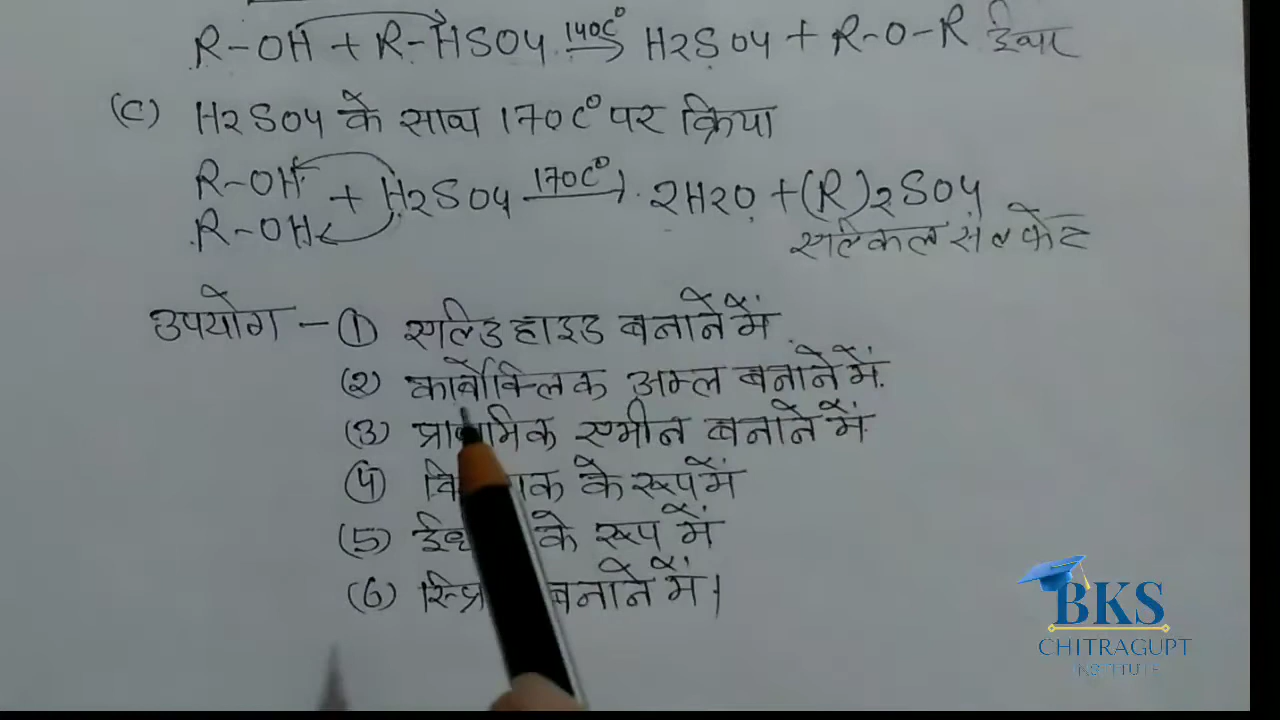 R-OH + R-HSO4 140C° → H2SO4 + R-O-R ईथर
(C) H2SO4 के साथ 170C° पर क्रिया
R-OH + H2SO4 170C° → 2H2O + (R)2SO4
R-OH
एल्किल सल्फेट
उपयोग - ① एल्डिहाइड बनाने में
(2) कार्बोक्लिक अम्ल बनाने में
(3) प्राथमिक एमीन बनाने में
④ के रूप में
(5) के रूप में
(6) बनाने में।
BKS
CHITRAGUPT
INSTITUTE